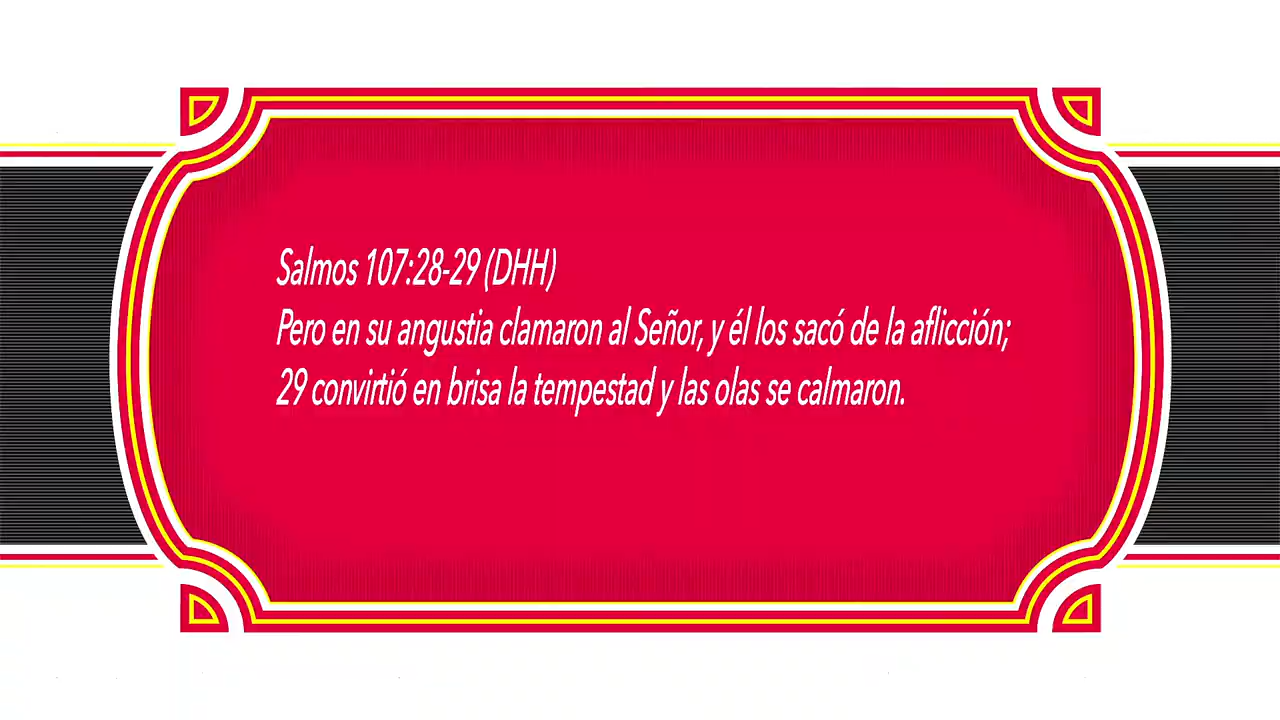 Salmos 107:28-29 (DHH)
Pero en su angustia clamaron al Señor, y él los sacó de la aflicción;
29 convirtió en brisa la tempestad y las olas se calmaron.